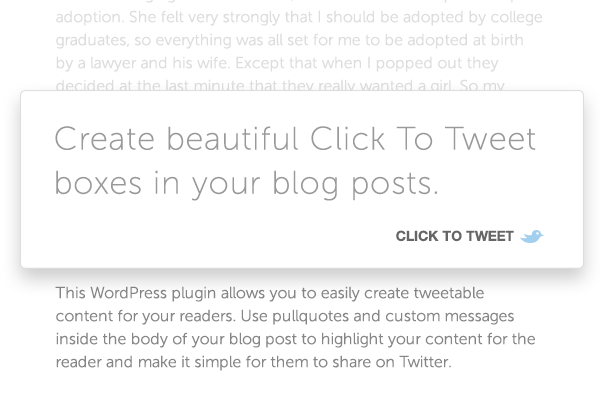 adoption. She felt very strongly that I should be adopted by college
graduates, so everything was all set for me to be adopted at birth
by a lawyer and his wife. Except that when I popped out they
decided at the last minute that they really wanted a girl. So my
Create beautiful Click To Tweet
boxes in your blog posts.
CLICK TO TWEET
This WordPress plugin allows you to easily create tweetable
content for your readers. Use pullquotes and custom messages
inside the body of your blog post to highlight your content for the
reader and make it simple for them to share on Twitter.